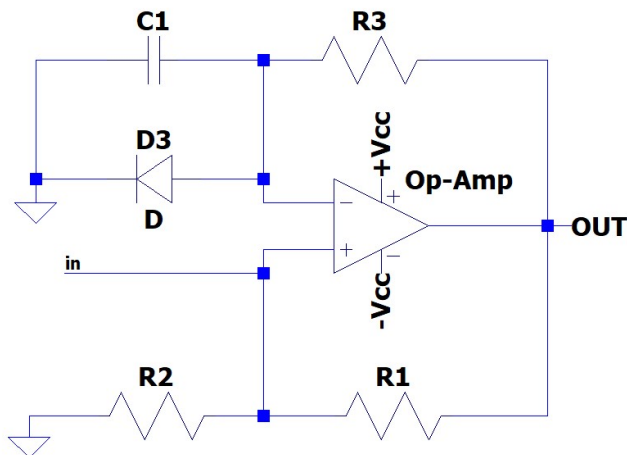 C1
R3
D3
D
+Vcc
Op-Amp
+
−
+
−
-Vcc
in
OUT
R2
R1